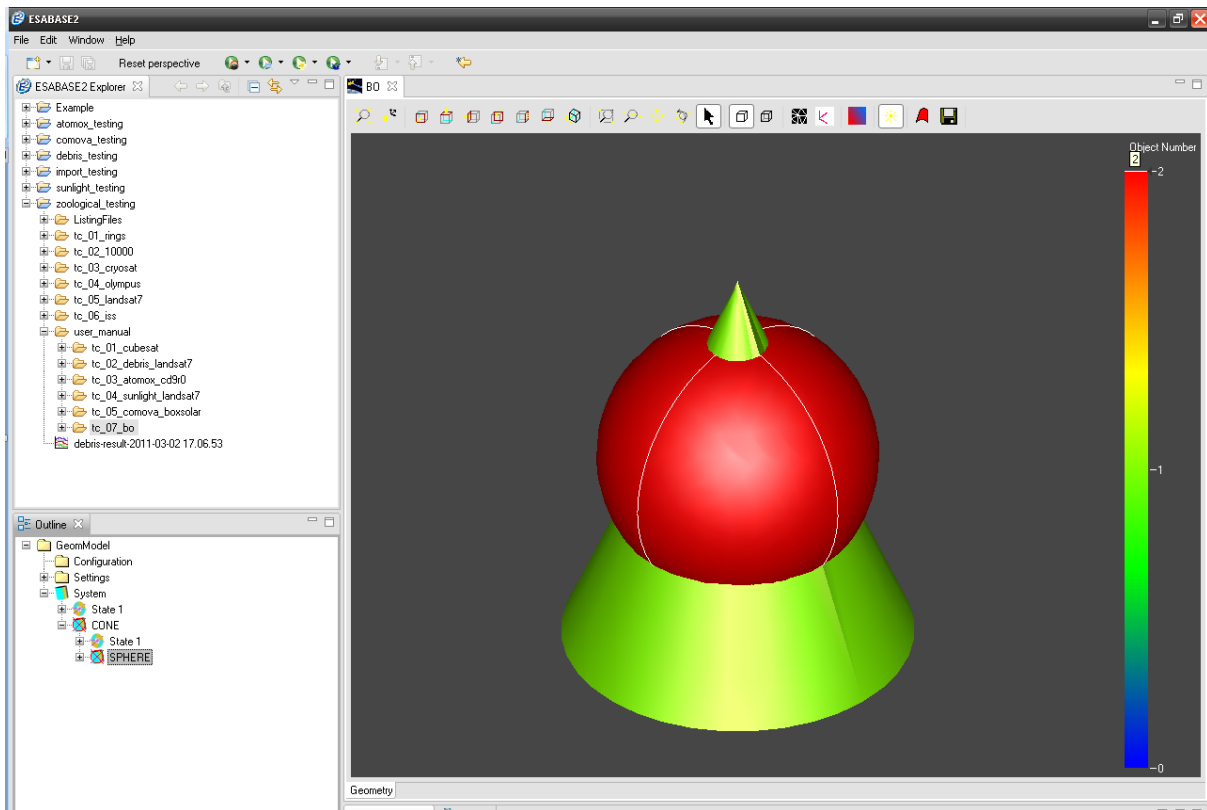 ESABASE2
File Edit Window Help
Reset perspective
ESABASE2 Explorer
Example
atomox_testing
comova_testing
debris_testing
import_testing
sunlight_testing
zoological_testing
ListingFiles
tc_01_rings
tc_02_10000
tc_03_cryosat
tc_04_olympus
tc_05_landsat7
tc_06_iss
user_manual
tc_01_cubesat
tc_02_debris_landsat7
tc_03_atomox_cd9r0
tc_04_sunlight_landsat7
tc_05_comova_boxsolar
tc_07_bo
debris-result-2011-03-02 17.06.53
Outline
GeomModel
Configuration
Settings
System
State 1
CONE
State 1
SPHERE
BO
Object Number
2
2
1
0
Geometry